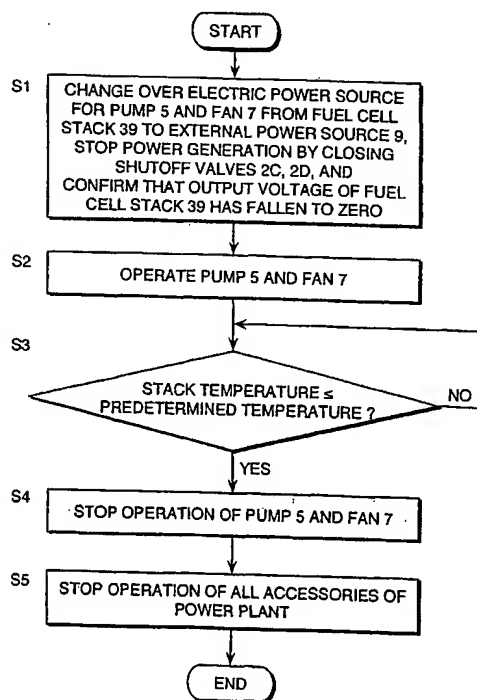 START
S1
CHANGE OVER ELECTRIC POWER SOURCE
FOR PUMP 5 AND FAN 7 FROM FUEL CELL
STACK 39 TO EXTERNAL POWER SOURCE 9,
STOP POWER GENERATION BY CLOSING
SHUTOFF VALVES 2C, 2D, AND
CONFIRM THAT OUTPUT VOLTAGE OF FUEL
CELL STACK 39 HAS FALLEN TO ZERO
S2
OPERATE PUMP 5 AND FAN 7
S3
STACK TEMPERATURE ≤
PREDETERMINED TEMPERATURE ?
NO
YES
S4
STOP OPERATION OF PUMP 5 AND FAN 7
S5
STOP OPERATION OF ALL ACCESSORIES OF
POWER PLANT
END